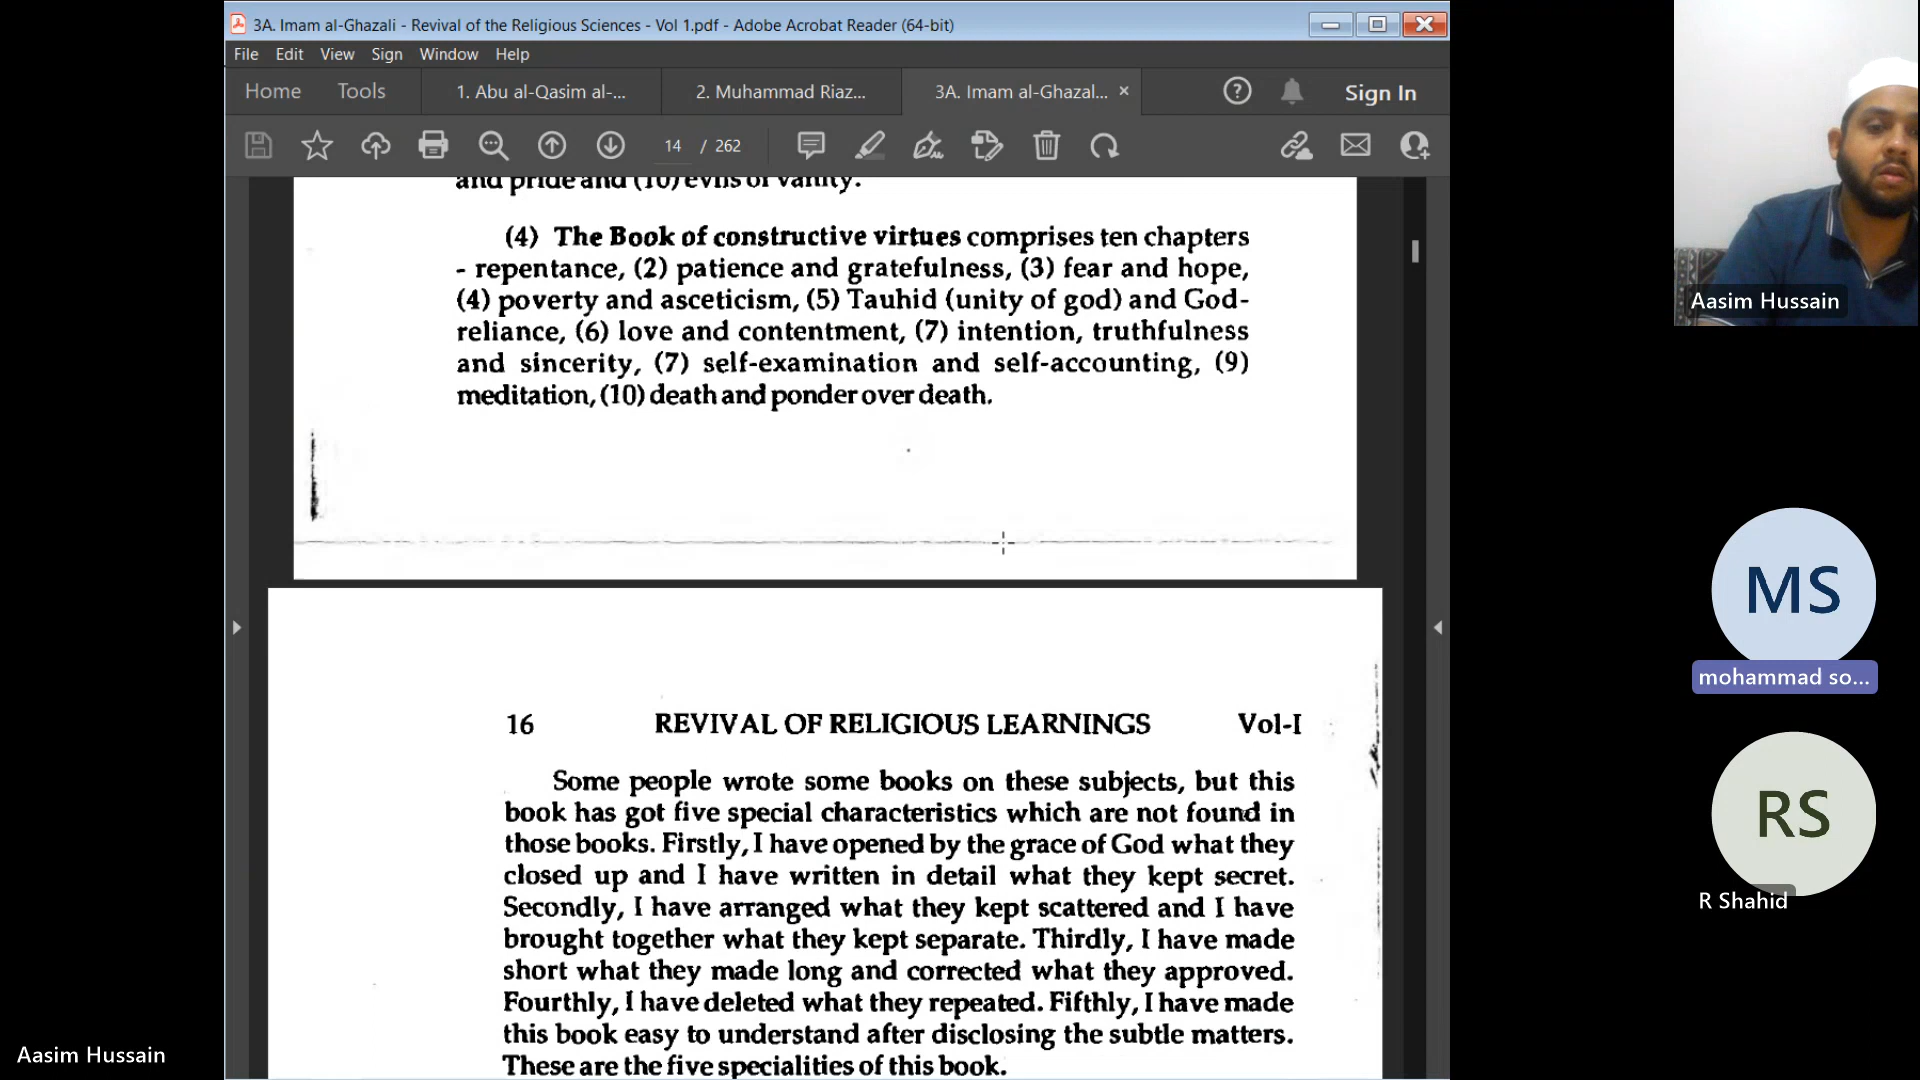 3A. Imam al-Ghazali - Revival of the Religious Sciences - Vol 1.pdf - Adobe Acrobat Reader (64-bit)
File Edit View Sign Window Help
Home Tools 1. Abu al-Qasim al-... 2. Muhammad Riaz... 3A. Imam al-Ghazal... × Sign In
14 / 262
and pride and (10) evils of vanity.
(4) The Book of constructive virtues comprises ten chapters
- repentance, (2) patience and gratefulness, (3) fear and hope,
(4) poverty and asceticism, (5) Tauhid (unity of god) and God-
reliance, (6) love and contentment, (7) intention, truthfulness
and sincerity, (7) self-examination and self-accounting, (9)
meditation, (10) death and ponder over death.
16 REVIVAL OF RELIGIOUS LEARNINGS Vol-I
Some people wrote some books on these subjects, but this
book has got five special characteristics which are not found in
those books. Firstly, I have opened by the grace of God what they
closed up and I have written in detail what they kept secret.
Secondly, I have arranged what they kept scattered and I have
brought together what they kept separate. Thirdly, I have made
short what they made long and corrected what they approved.
Fourthly, I have deleted what they repeated. Fifthly, I have made
this book easy to understand after disclosing the subtle matters.
These are the five specialities of this book.
Aasim Hussain
MS
mohammad so...
RS
R Shahid
Aasim Hussain